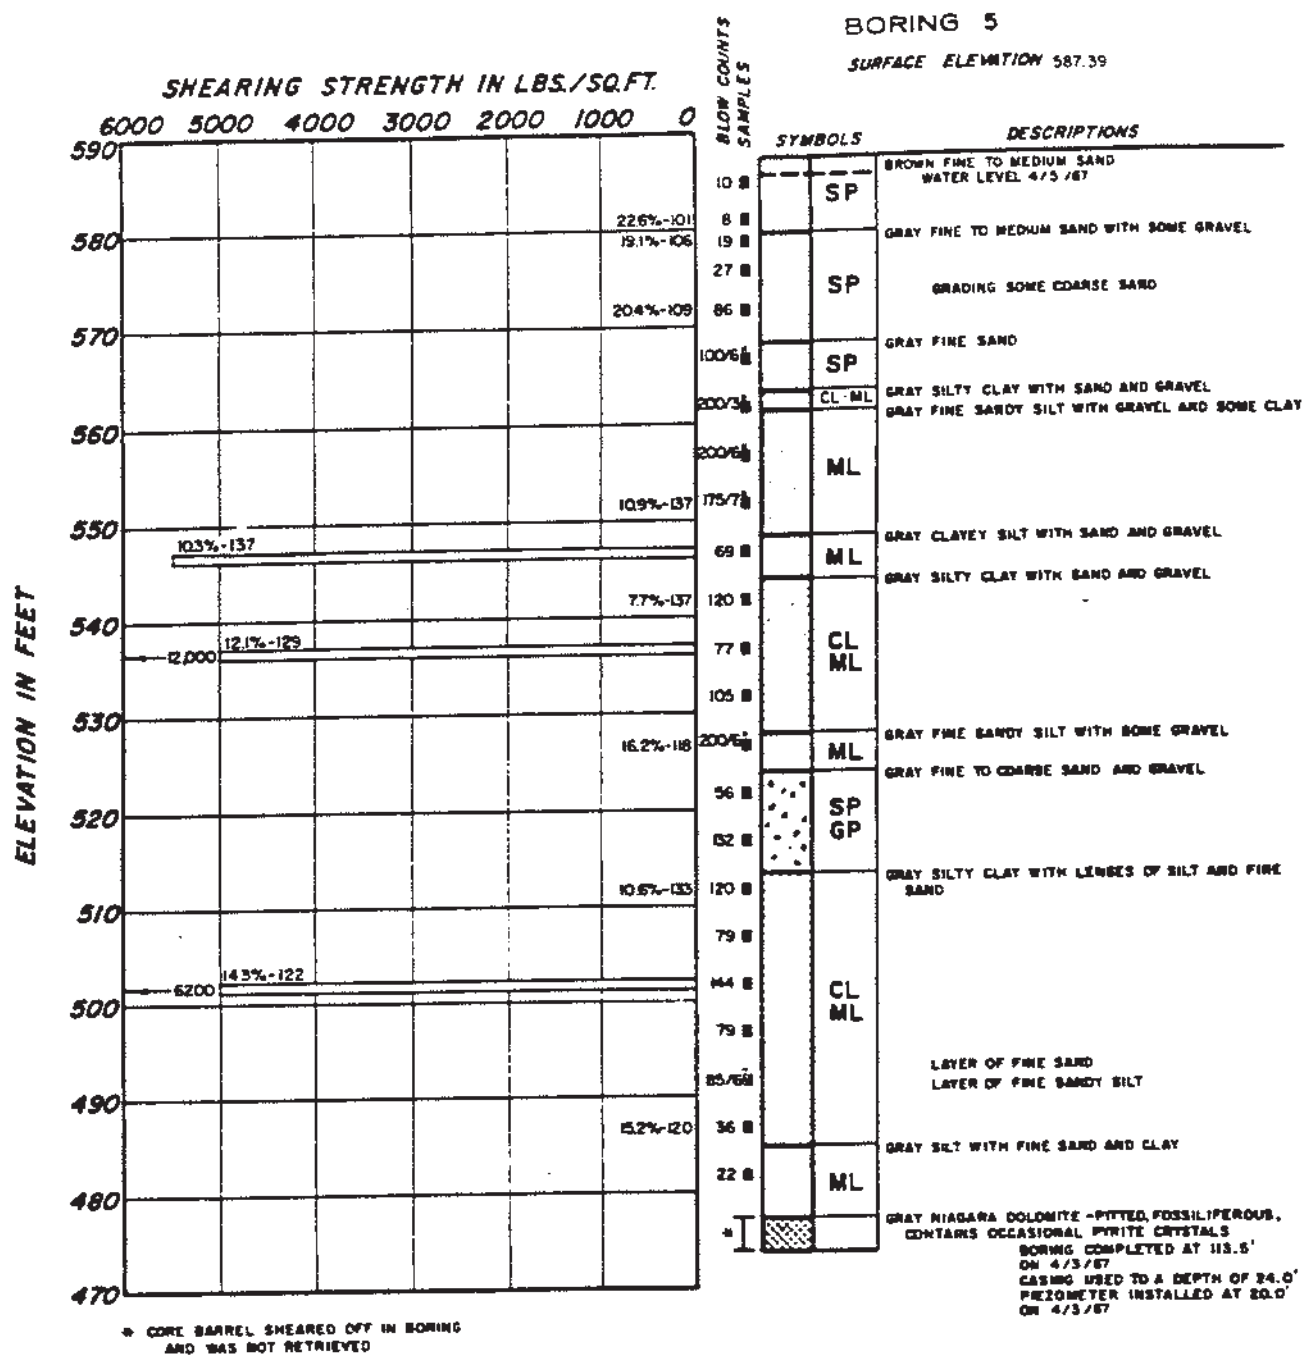 BORING 5
SURFACE ELEVATION 587.39
SHEARING STRENGTH IN LBS./SQ.FT.
6000 5000 4000 3000 2000 1000 0
BLOW COUNTS
SAMPLES
SYMBOLS
DESCRIPTIONS
ELEVATION IN FEET
590
580
570
560
550
540
530
520
510
500
490
480
470
22.6%-101
19.1%-106
20.4%-109
10.9%-137
10.3%-137
7.7%-137
12.1%-129
12,000
16.2%-118
10.6%-133
14.3%-122
6200
15.2%-120
10
8
19
27
86
100/6"
200/3"
200/6"
175/7"
69
120
77
105
200/6"
56
132
120
79
144
79
85/6"
36
22
*
SP
SP
SP
CL-ML
ML
ML
CL
ML
ML
SP
GP
CL
ML
ML
BROWN FINE TO MEDIUM SAND
WATER LEVEL 4/5/67
GRAY FINE TO MEDIUM SAND WITH SOME GRAVEL
GRADING SOME COARSE SAND
GRAY FINE SAND
GRAY SILTY CLAY WITH SAND AND GRAVEL
GRAY FINE SANDY SILT WITH GRAVEL AND SOME CLAY
GRAY CLAYEY SILT WITH SAND AND GRAVEL
GRAY SILTY CLAY WITH SAND AND GRAVEL
GRAY FINE SANDY SILT WITH SOME GRAVEL
GRAY FINE TO COARSE SAND AND GRAVEL
GRAY SILTY CLAY WITH LENSES OF SILT AND FINE
SAND
LAYER OF FINE SAND
LAYER OF FINE SANDY SILT
GRAY SILT WITH FINE SAND AND CLAY
GRAY NIAGARA DOLOMITE - PITTED, FOSSILIFEROUS,
CONTAINS OCCASIONAL PYRITE CRYSTALS
BORING COMPLETED AT 113.5'
ON 4/3/67
CASING USED TO A DEPTH OF 24.0'
PIEZOMETER INSTALLED AT 20.0'
ON 4/3/67
* CORE BARREL SHEARED OFF IN BORING
AND WAS NOT RETRIEVED